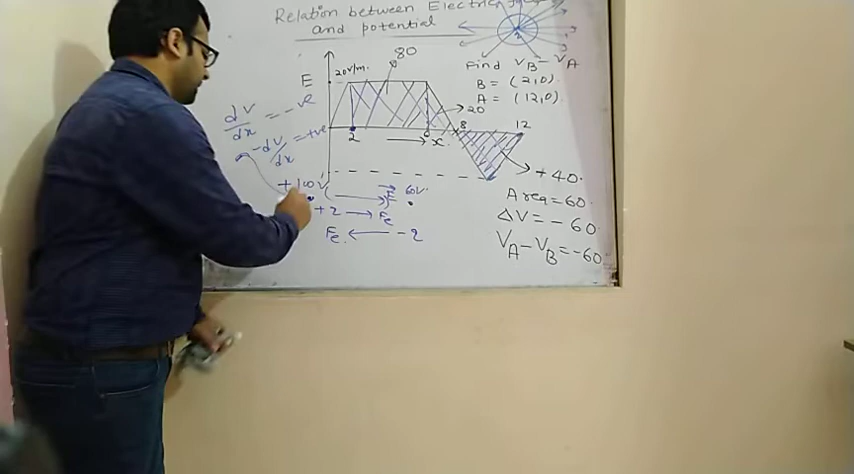 Relation between Electric
and potential
E
20V/m.
80
Find VB - VA
B = (2,0).
A = (12,0).
dV/dx = -ve
-dV/dx = +ve
2
x
8
20
12
+40.
+100V
E
60V.
+2 → Fe
Fe. ← -2
Area = 60.
ΔV = - 60
VA - VB = -60